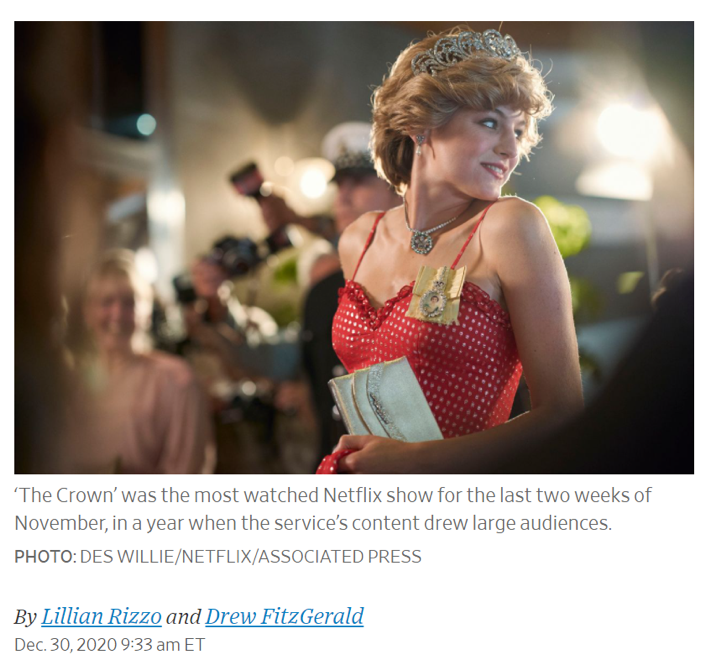 ‘The Crown’ was the most watched Netflix show for the last two weeks of
November, in a year when the service’s content drew large audiences.
PHOTO: DES WILLIE/NETFLIX/ASSOCIATED PRESS
By Lillian Rizzo and Drew FitzGerald
Dec. 30, 2020 9:33 am ET